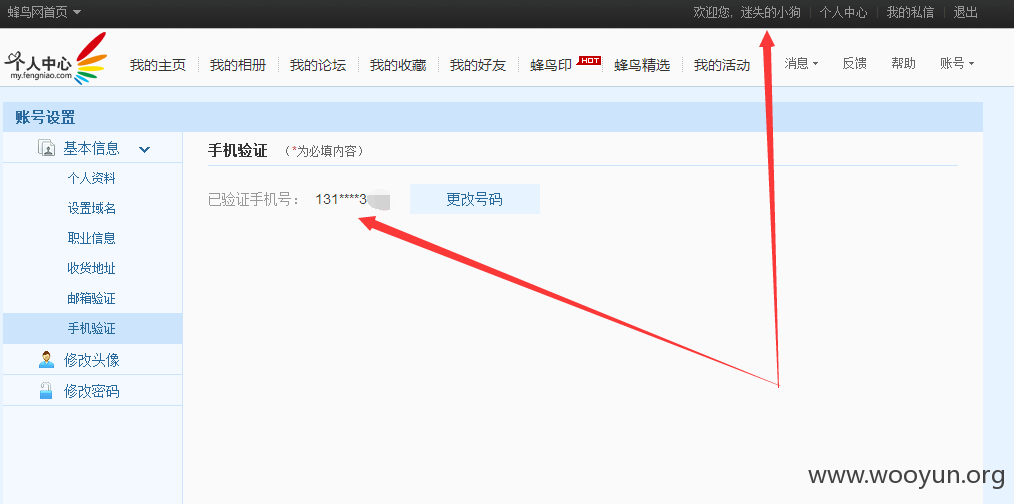 蜂鸟网首页 欢迎您, 迷失的小狗 个人中心 我的私信 退出
个人中心
my.fengniao.com
我的主页 我的相册 我的论坛 我的收藏 我的好友 蜂鸟印 HOT 蜂鸟精选 我的活动 消息 反馈 帮助 账号
账号设置
基本信息
手机验证 (*为必填内容)
个人资料
已验证手机号: 131****3 更改号码
设置域名
职业信息
收货地址
邮箱验证
手机验证
修改头像
修改密码
www.wooyun.org